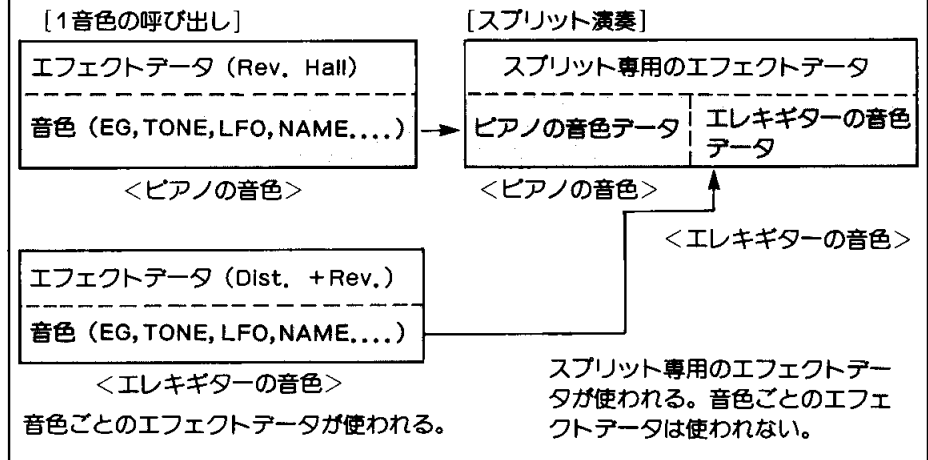 [1音色の呼び出し]
エフェクトデータ（Rev. Hall）
音色（EG, TONE, LFO, NAME....）
＜ピアノの音色＞
[スプリット演奏]
スプリット専用のエフェクトデータ
ピアノの音色データ
エレキギターの音色
データ
＜ピアノの音色＞
＜エレキギターの音色＞
エフェクトデータ（Dist. +Rev.）
音色（EG, TONE, LFO, NAME....）
＜エレキギターの音色＞
音色ごとのエフェクトデータが使われる。
スプリット専用のエフェクトデー
タが使われる。音色ごとのエフェ
クトデータは使われない。